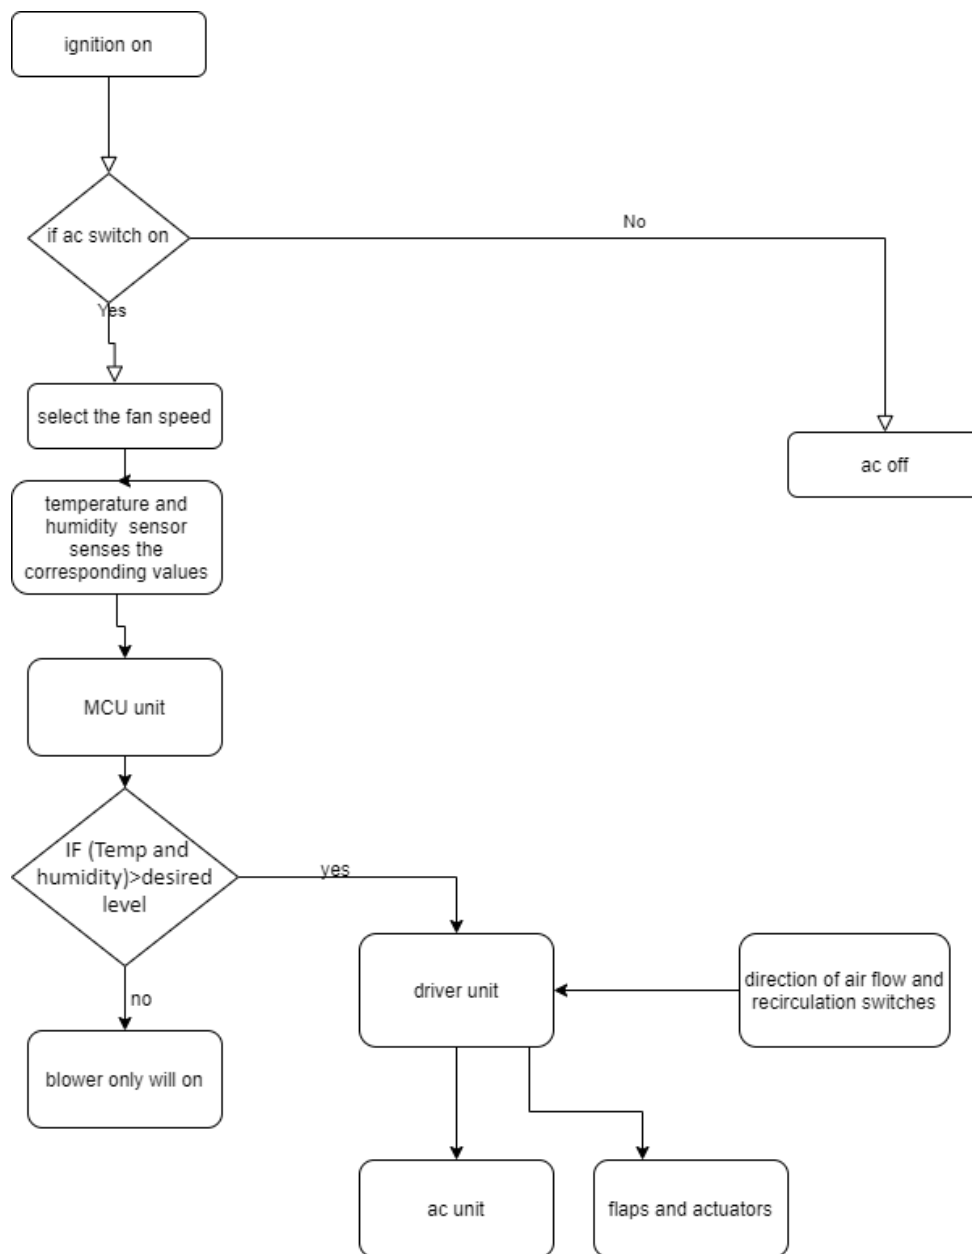 ignition on
if ac switch on
No
Yes
select the fan speed
ac off
temperature and
humidity sensor
senses the
corresponding values
MCU unit
IF (Temp and
humidity)>desired
level
yes
no
driver unit
direction of air flow and
recirculation switches
blower only will on
ac unit
flaps and actuators